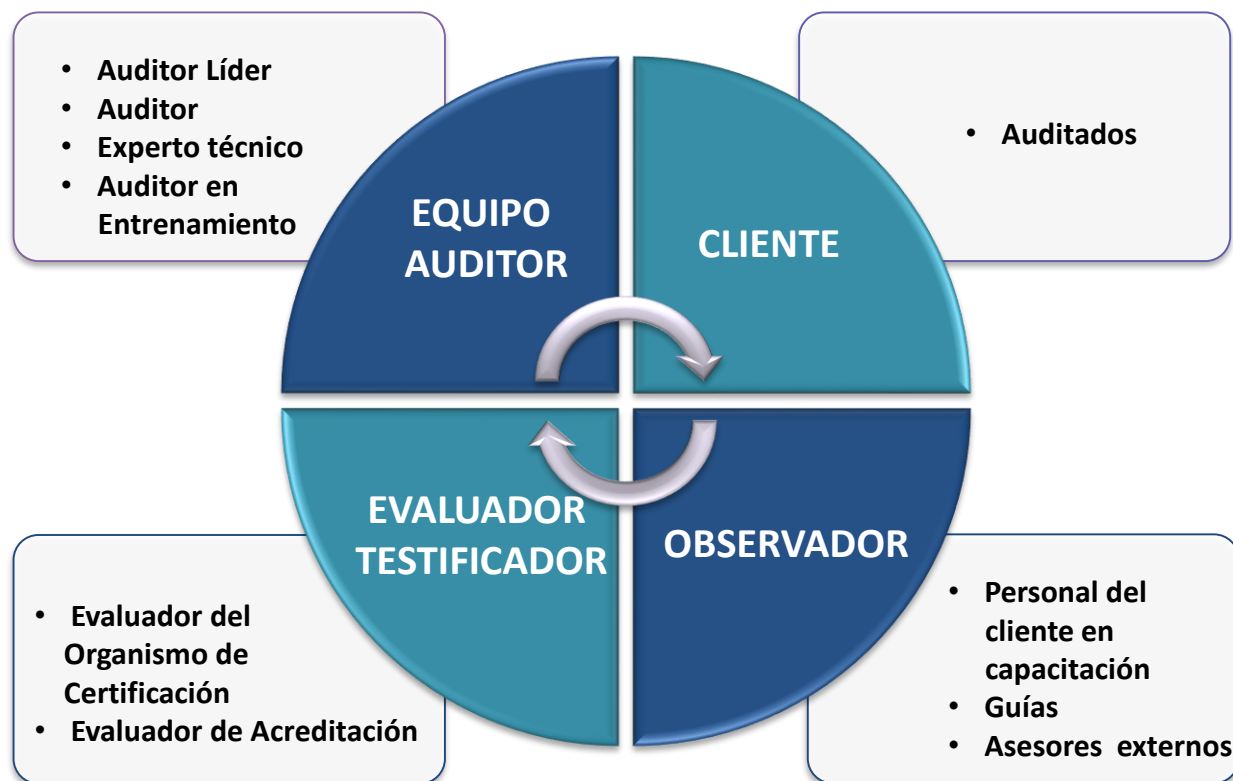 • Auditor Líder
• Auditor
• Experto técnico
• Auditor en
Entrenamiento
EQUIPO
AUDITOR
CLIENTE
• Auditados
EVALUADOR
TESTIFICADOR
OBSERVADOR
• Evaluador del
Organismo de
Certificación
• Evaluador de Acreditación
• Personal del
cliente en
capacitación
• Guías
• Asesores externos